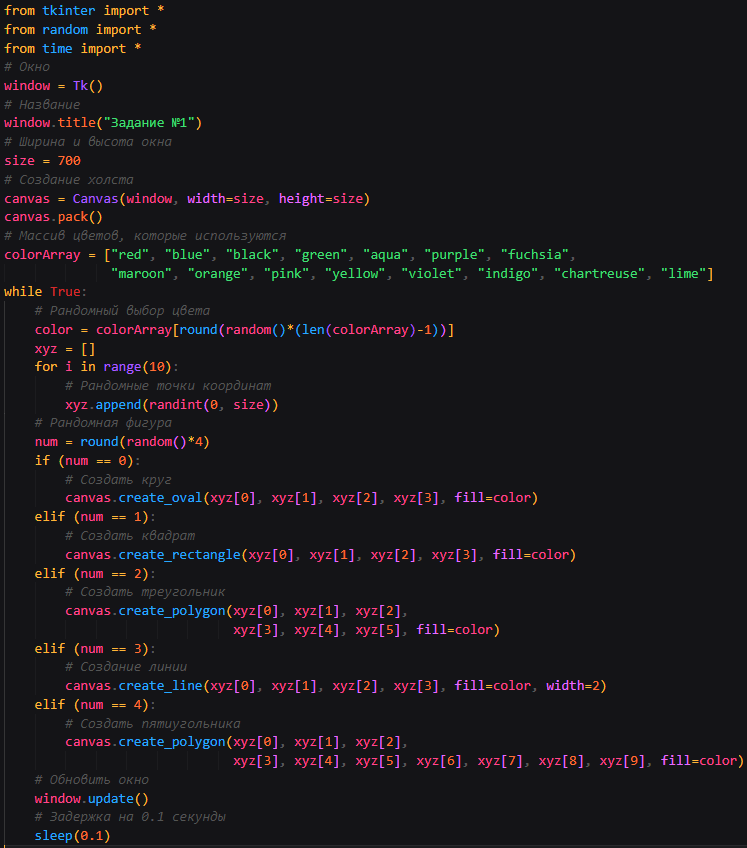 from tkinter import *
from random import *
from time import *
# Окно
window = Tk()
# Название
window.title("Задание №1")
# Ширина и высота окна
size = 700
# Создание холста
canvas = Canvas(window, width=size, height=size)
canvas.pack()
# Массив цветов, которые используются
colorArray = ["red", "blue", "black", "green", "aqua", "purple", "fuchsia",
              "maroon", "orange", "pink", "yellow", "violet", "indigo", "chartreuse", "lime"]
while True:
    # Рандомный выбор цвета
    color = colorArray[round(random()*(len(colorArray)-1))]
    xyz = []
    for i in range(10):
        # Рандомные точки координат
        xyz.append(randint(0, size))
    # Рандомная фигура
    num = round(random()*4)
    if (num == 0):
        # Создать круг
        canvas.create_oval(xyz[0], xyz[1], xyz[2], xyz[3], fill=color)
    elif (num == 1):
        # Создать квадрат
        canvas.create_rectangle(xyz[0], xyz[1], xyz[2], xyz[3], fill=color)
    elif (num == 2):
        # Создать треугольник
        canvas.create_polygon(xyz[0], xyz[1], xyz[2],
                              xyz[3], xyz[4], xyz[5], fill=color)
    elif (num == 3):
        # Создание линии
        canvas.create_line(xyz[0], xyz[1], xyz[2], xyz[3], fill=color, width=2)
    elif (num == 4):
        # Создать пятиугольника
        canvas.create_polygon(xyz[0], xyz[1], xyz[2],
                              xyz[3], xyz[4], xyz[5], xyz[6], xyz[7], xyz[8], xyz[9], fill=color)
    # Обновить окно
    window.update()
    # Задержка на 0.1 секунды
    sleep(0.1)